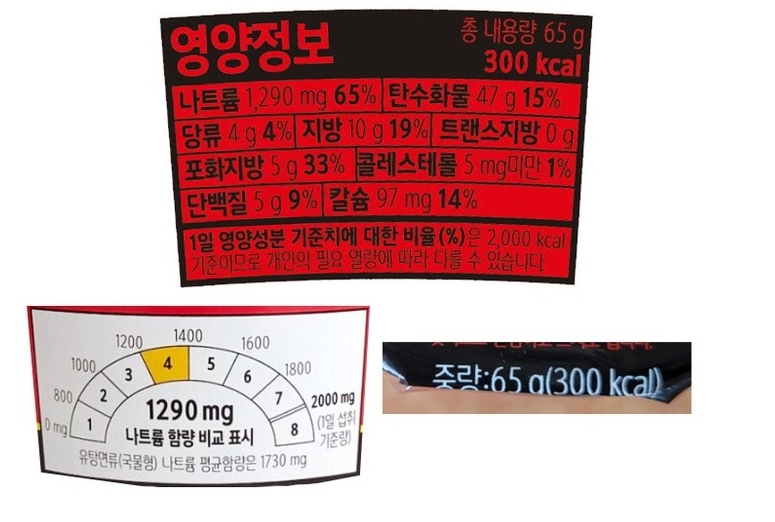 영양정보
총 내용량 65 g
300 kcal
나트륨 1,290 mg 65% 탄수화물 47 g 15%
당류 4 g 4% 지방 10 g 19% 트랜스지방 0 g
포화지방 5 g 33% 콜레스테롤 5 mg미만 1%
단백질 5 g 9% 칼슘 97 mg 14%
1일 영양성분 기준치에 대한 비율(%)은 2,000 kcal
기준이므로 개인의 필요 열량에 따라 다를 수 있습니다.
0 mg 800 1000 1200 1400 1600 1800 2000 mg
(1일 섭취
기준량)
1 2 3 4 5 6 7 8
1290 mg
나트륨 함량 비교 표시
유탕면류(국물형) 나트륨 평균함량은 1730 mg
중량:65 g(300 kcal)